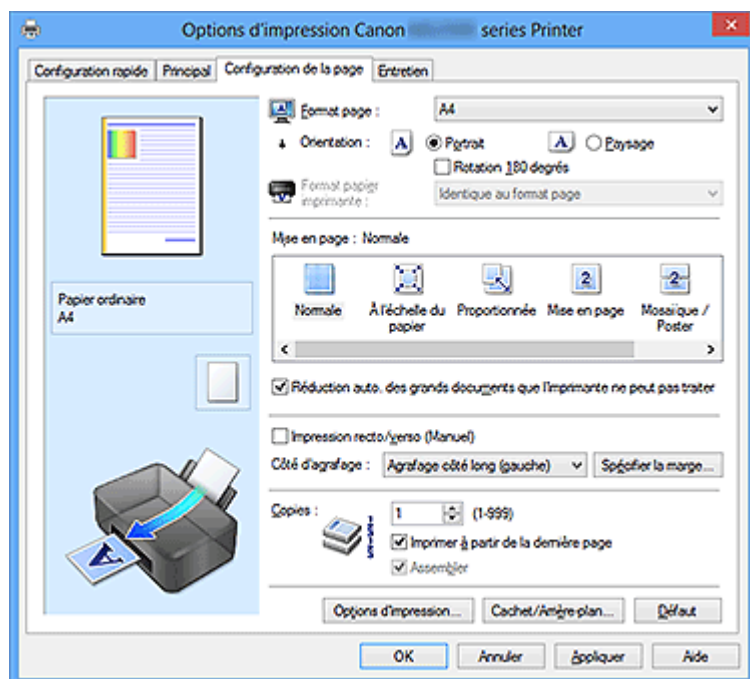 Options d'impression Canon series Printer
Configuration rapide Principal Configuration de la page Entretien
Format page : A4
Orientation : A Portrait A Paysage
Rotation 180 degrés
Format papier imprimante : Identique au format page
Mise en page : Normale
Normale À l'échelle du papier Proportionnée Mise en page Mosaïque / Poster
Papier ordinaire
A4
Réduction auto. des grands documents que l'imprimante ne peut pas traiter
Impression recto/verso (Manuel)
Côté d'agrafage : Agrafage côté long (gauche) Spécifier la marge...
Copies : 1 (1-999)
Imprimer à partir de la dernière page
Assembler
Options d'impression... Cachet/Arrière-plan... Défaut
OK Annuler Appliquer Aide